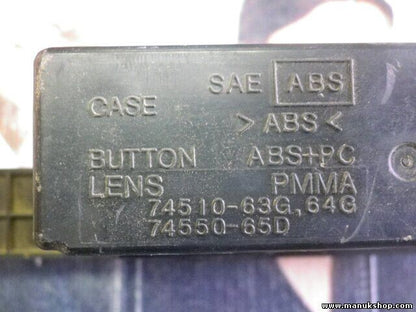 SAE ABS
CASE
>ABS<
BUTTON ABS+PC
LENS PMMA
74510-63G, 64G
74550-65D
www.manukshop.com